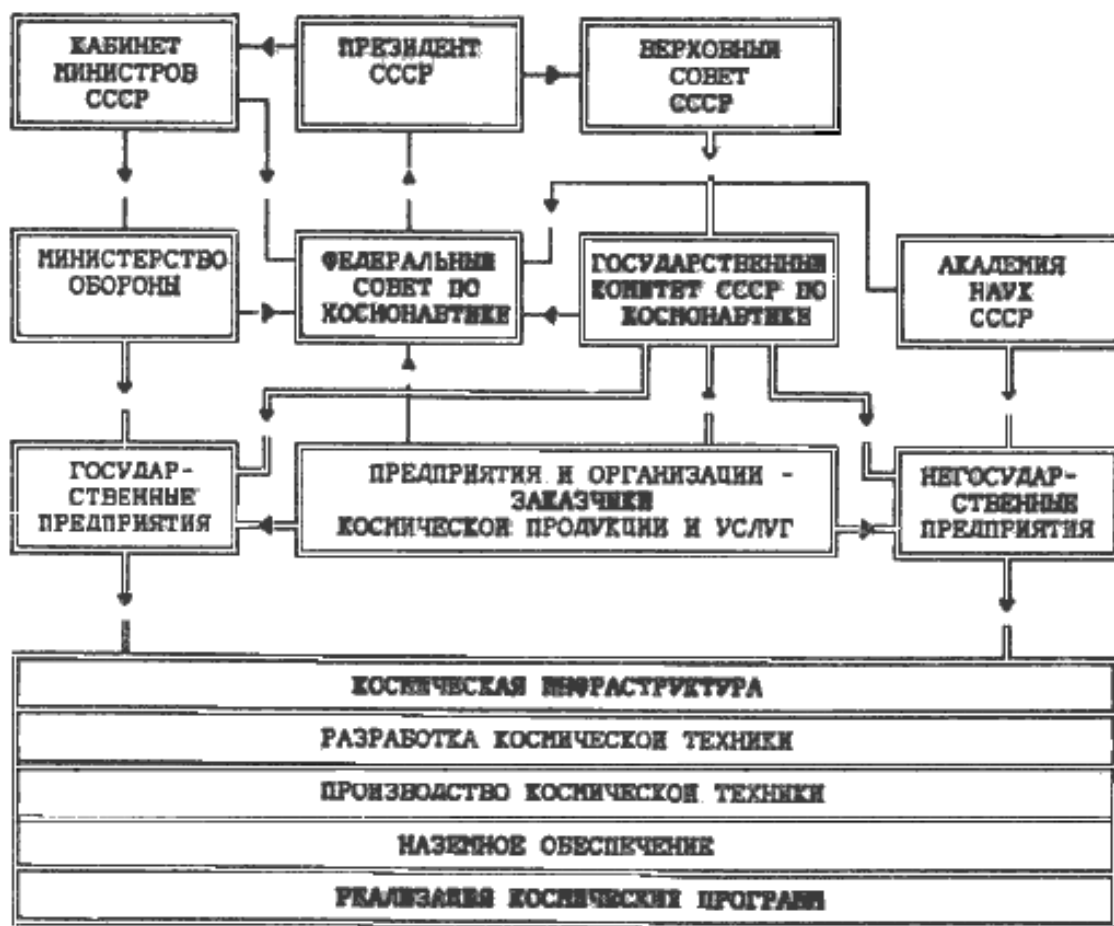 КАБИНЕТ
МИНИСТРОВ
СССР
ПРЕЗИДЕНТ
СССР
ВЕРХОВНЫЙ
СОВЕТ
СССР
МИНИСТЕРСТВО
ОБОРОНЫ
ФЕДЕРАЛЬНЫЙ
СОВЕТ ПО
КОСМОНАВТИКЕ
ГОСУДАРСТВЕННЫЙ
КОМИТЕТ СССР ПО
КОСМОНАВТИКЕ
АКАДЕМИЯ
НАУК
СССР
ГОСУДАР-
СТВЕННЫЕ
ПРЕДПРИЯТИЯ
ПРЕДПРИЯТИЯ И ОРГАНИЗАЦИИ -
ЗАКАЗЧИКИ
КОСМИЧЕСКОЙ ПРОДУКЦИИ И УСЛУГ
НЕГОСУДАР-
СТВЕННЫЕ
ПРЕДПРИЯТИЯ
КОСМИЧЕСКАЯ ИНФРАСТРУКТУРА
РАЗРАБОТКА КОСМИЧЕСКОЙ ТЕХНИКИ
ПРОИЗВОДСТВО КОСМИЧЕСКОЙ ТЕХНИКИ
НАЗЕМНОЕ ОБЕСПЕЧЕНИЕ
РЕАЛИЗАЦИЯ КОСМИЧЕСКИХ ПРОГРАММ